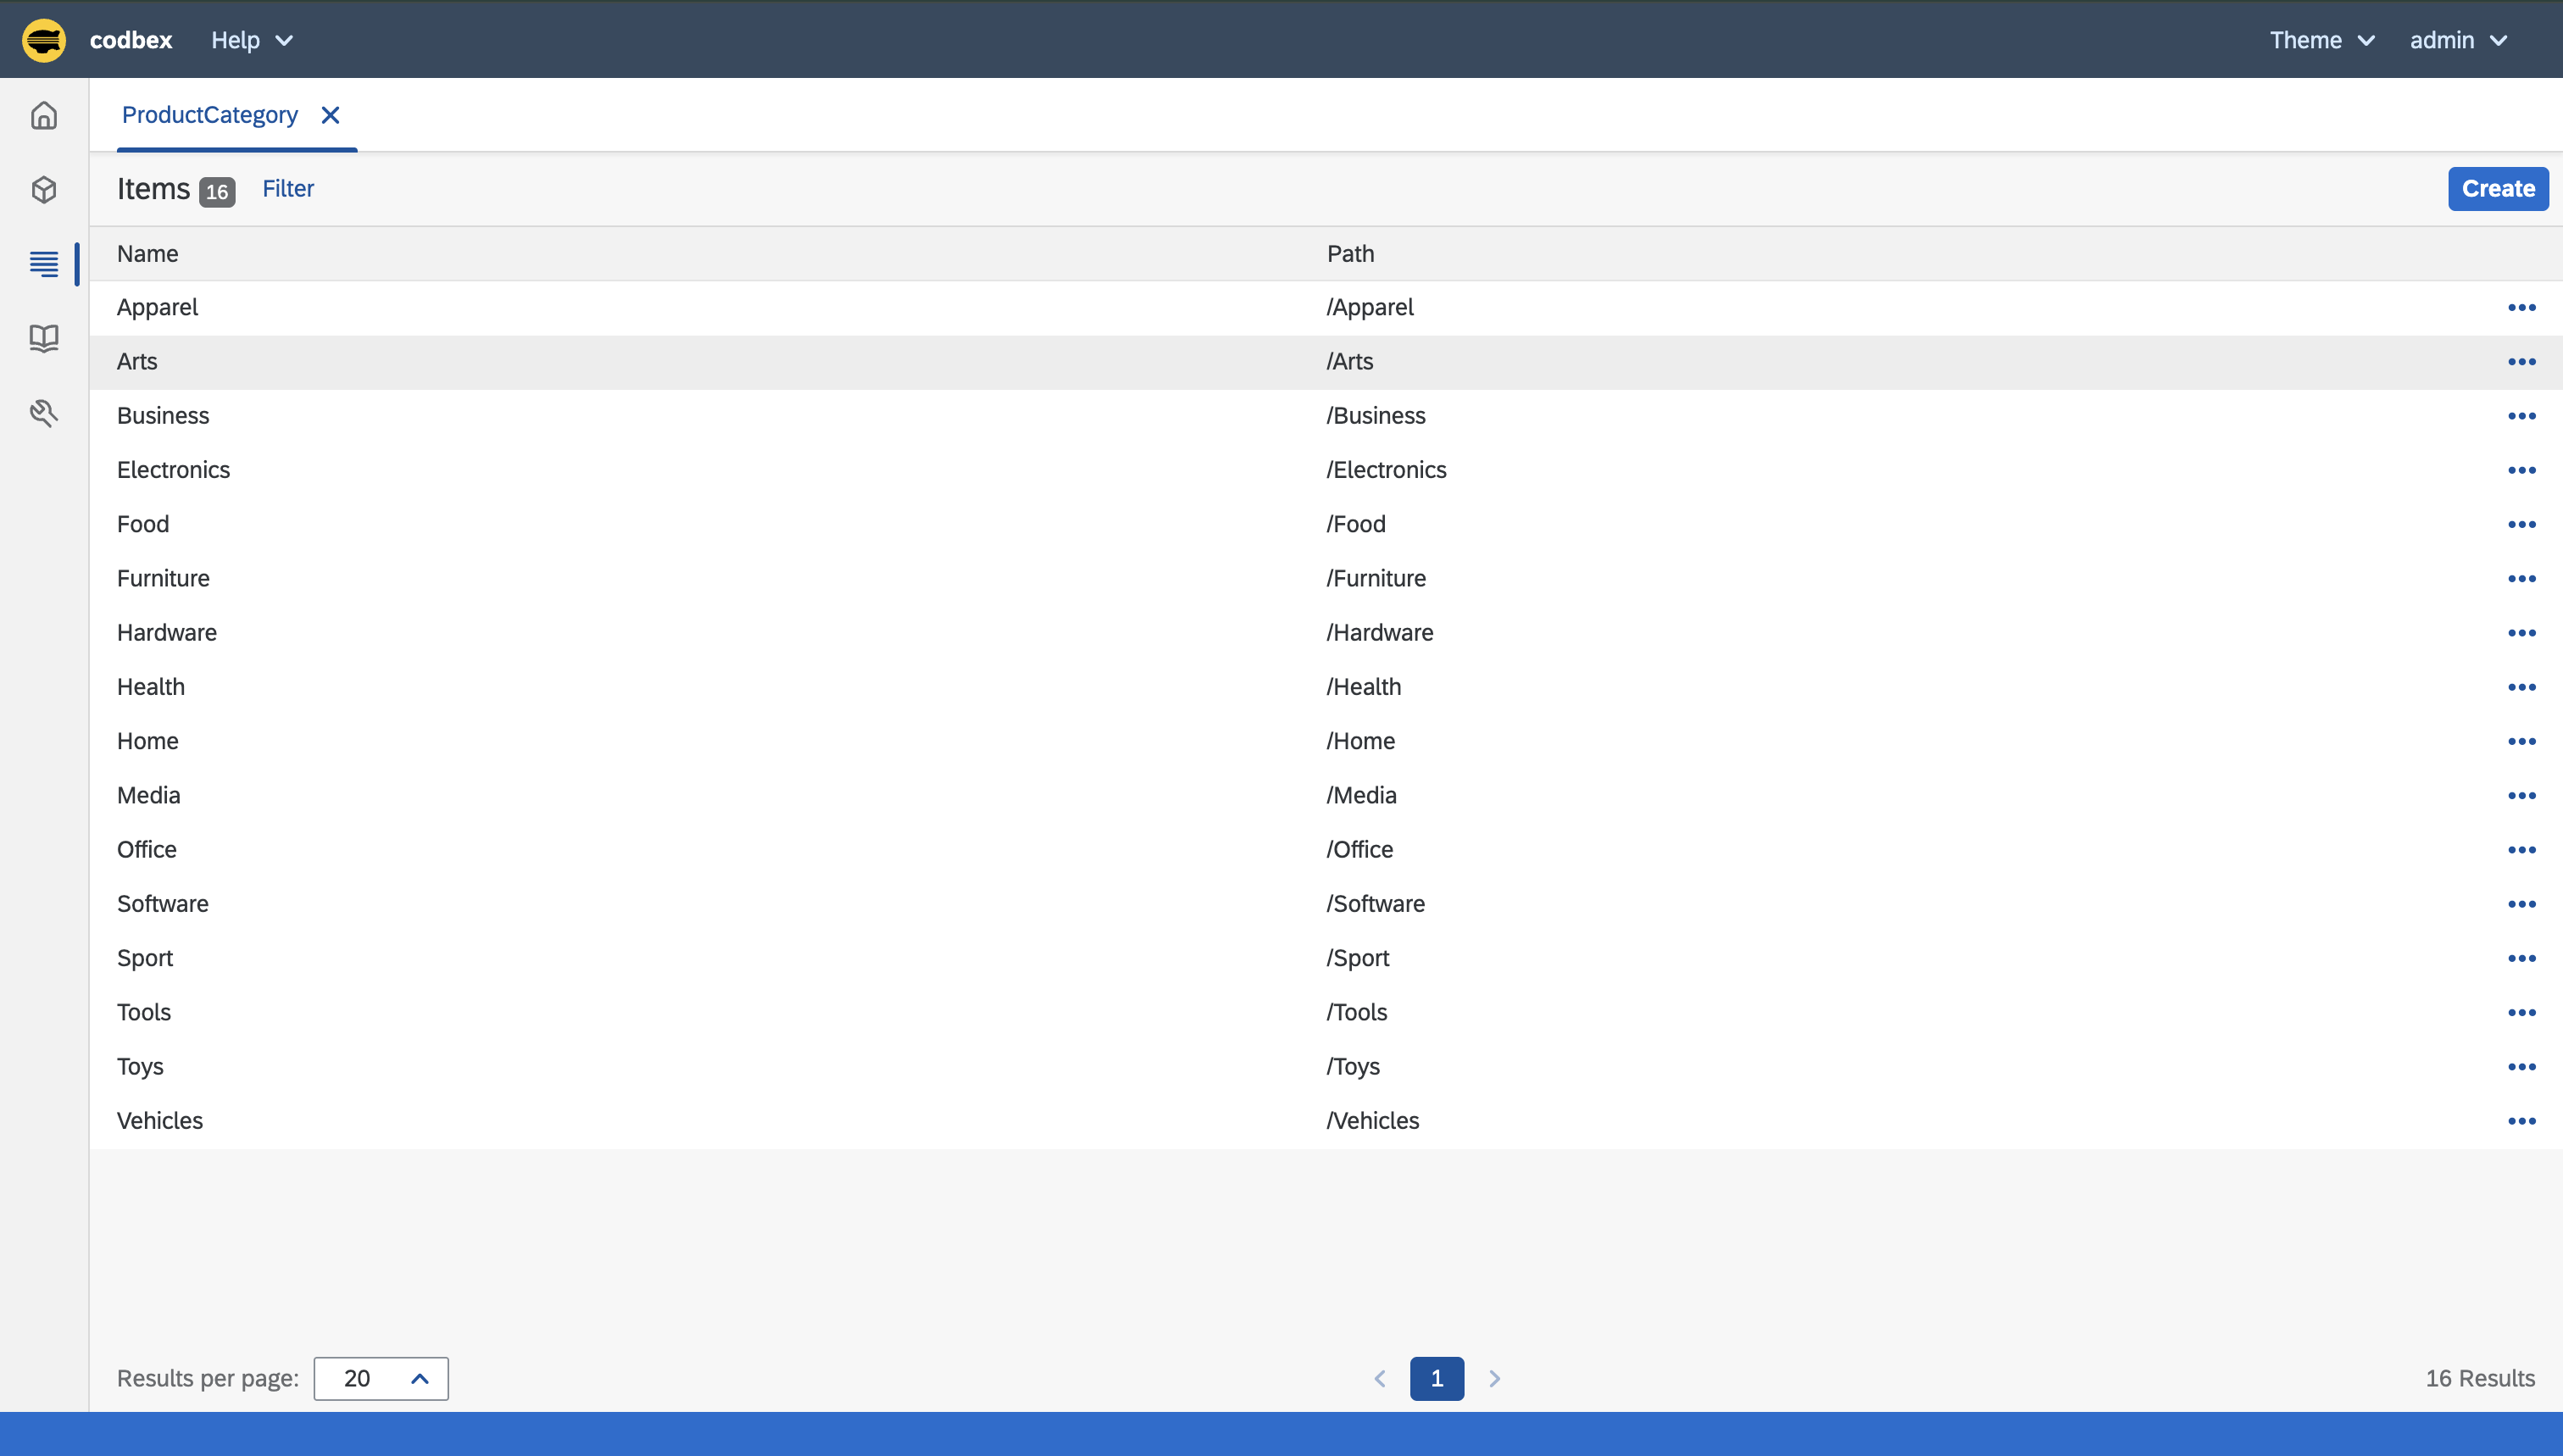 codbex Help Theme admin
ProductCategory
Items 16 Filter Create
Name Path
Apparel /Apparel
Arts /Arts
Business /Business
Electronics /Electronics
Food /Food
Furniture /Furniture
Hardware /Hardware
Health /Health
Home /Home
Media /Media
Office /Office
Software /Software
Sport /Sport
Tools /Tools
Toys /Toys
Vehicles /Vehicles
Results per page: 20 1 16 Results